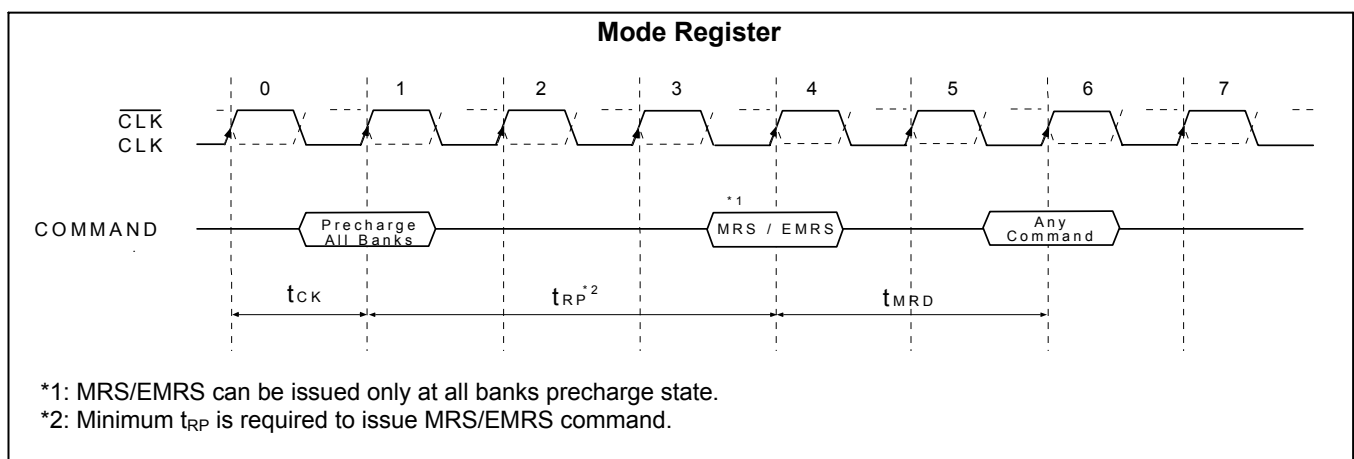 Mode Register
0 1 2 3 4 5 6 7
CLK
CLK
COMMAND
Precharge
All Banks
*1
MRS / EMRS
Any
Command
tCK
tRP*2
tMRD
*1: MRS/EMRS can be issued only at all banks precharge state.
*2: Minimum tRP is required to issue MRS/EMRS command.